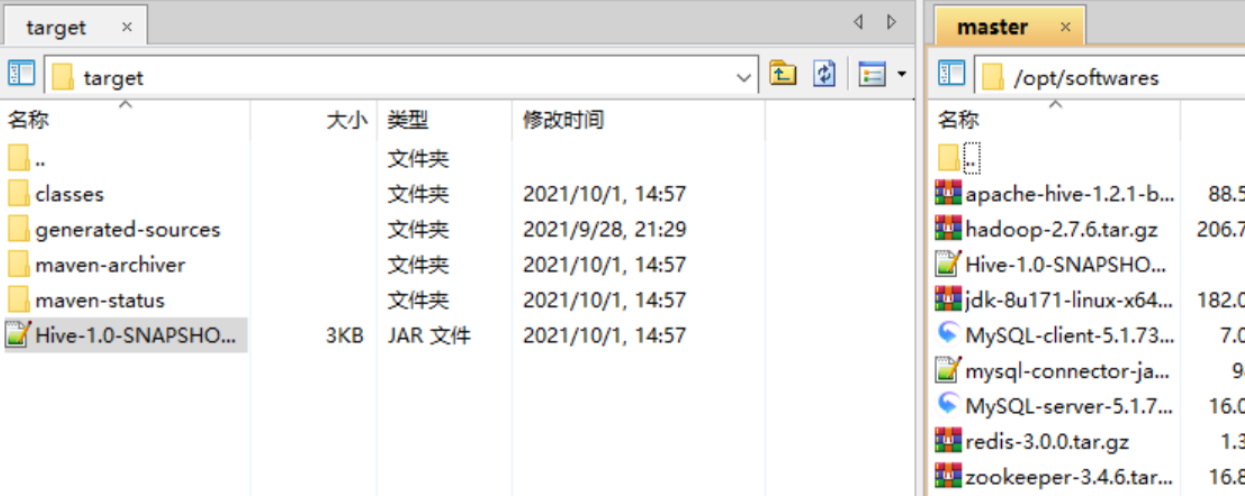 target ×
target
名称 大小 类型 修改时间
.. 文件夹
classes 文件夹 2021/10/1, 14:57
generated-sources 文件夹 2021/9/28, 21:29
maven-archiver 文件夹 2021/10/1, 14:57
maven-status 文件夹 2021/10/1, 14:57
Hive-1.0-SNAPSHO... 3KB JAR 文件 2021/10/1, 14:57
master ×
/opt/softwares
名称
..
apache-hive-1.2.1-b... 88.5
hadoop-2.7.6.tar.gz 206.7
Hive-1.0-SNAPSHO...
jdk-8u171-linux-x64... 182.0
MySQL-client-5.1.73... 7.0
mysql-connector-ja... 9
MySQL-server-5.1.7... 16.0
redis-3.0.0.tar.gz 1.3
zookeeper-3.4.6.tar... 16.8